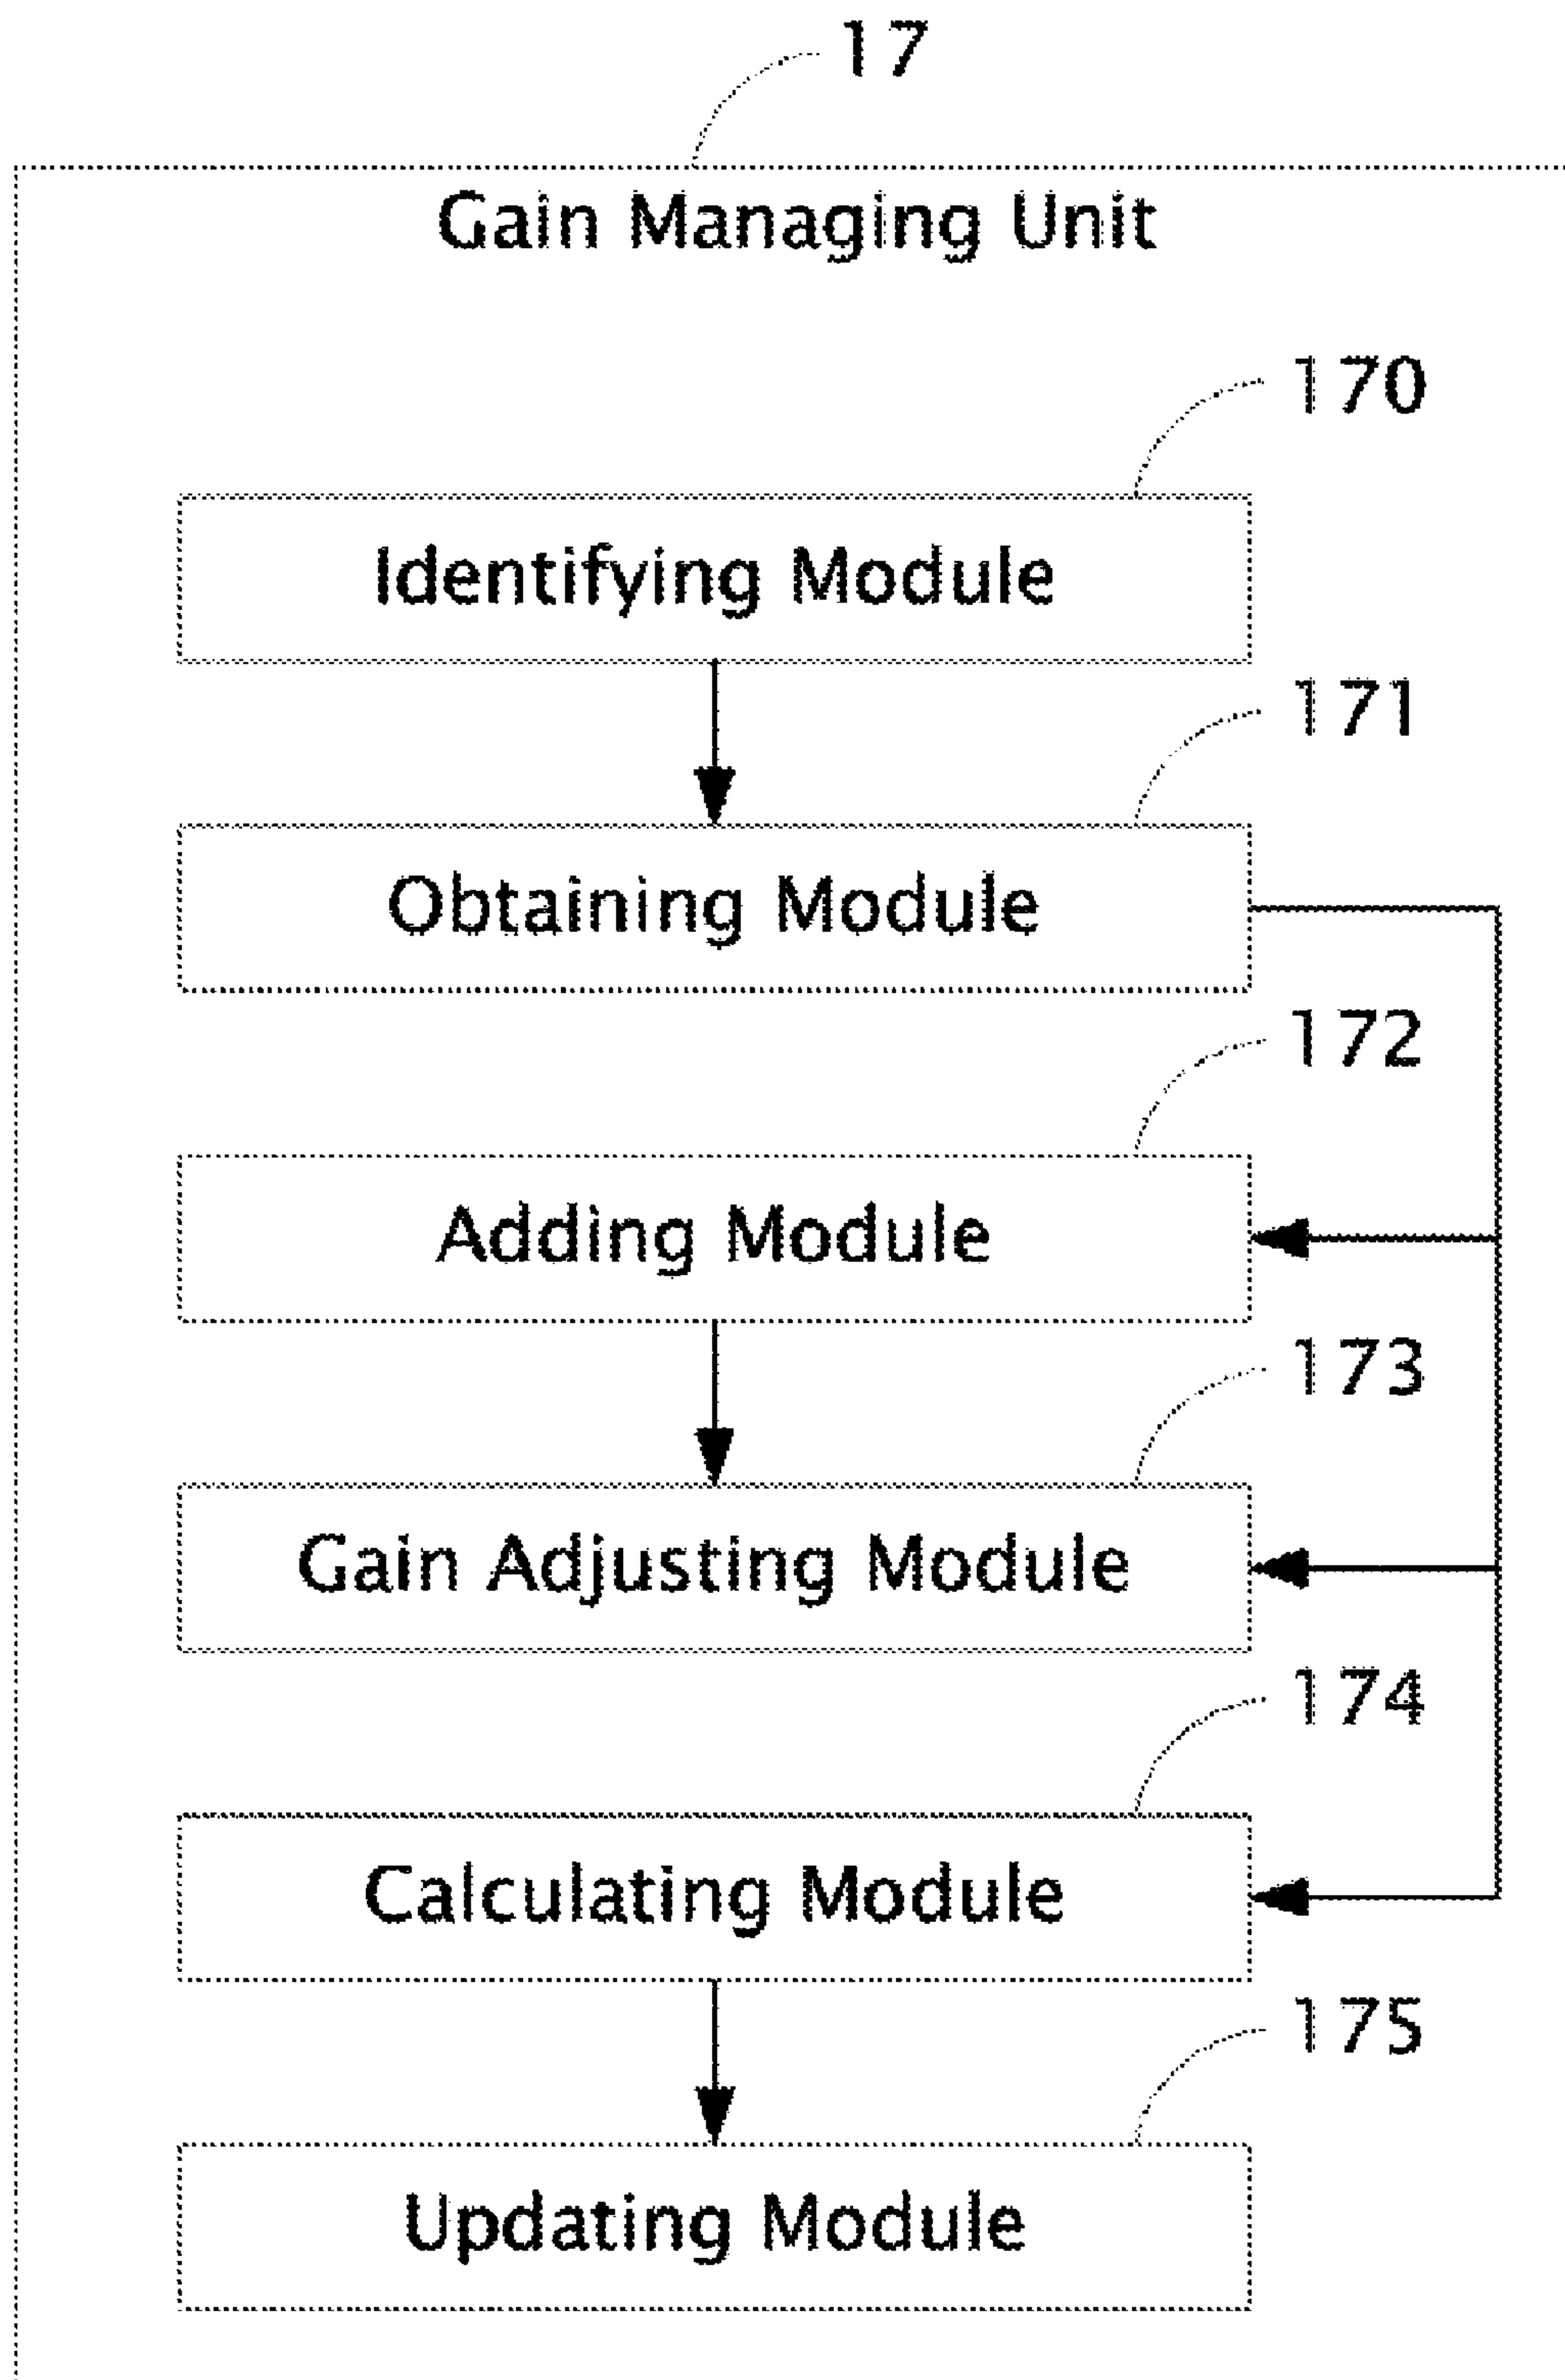 17
Gain Managing Unit
170
Identifying Module
171
Obtaining Module
172
Adding Module
173
Gain Adjusting Module
174
Calculating Module
175
Updating Module